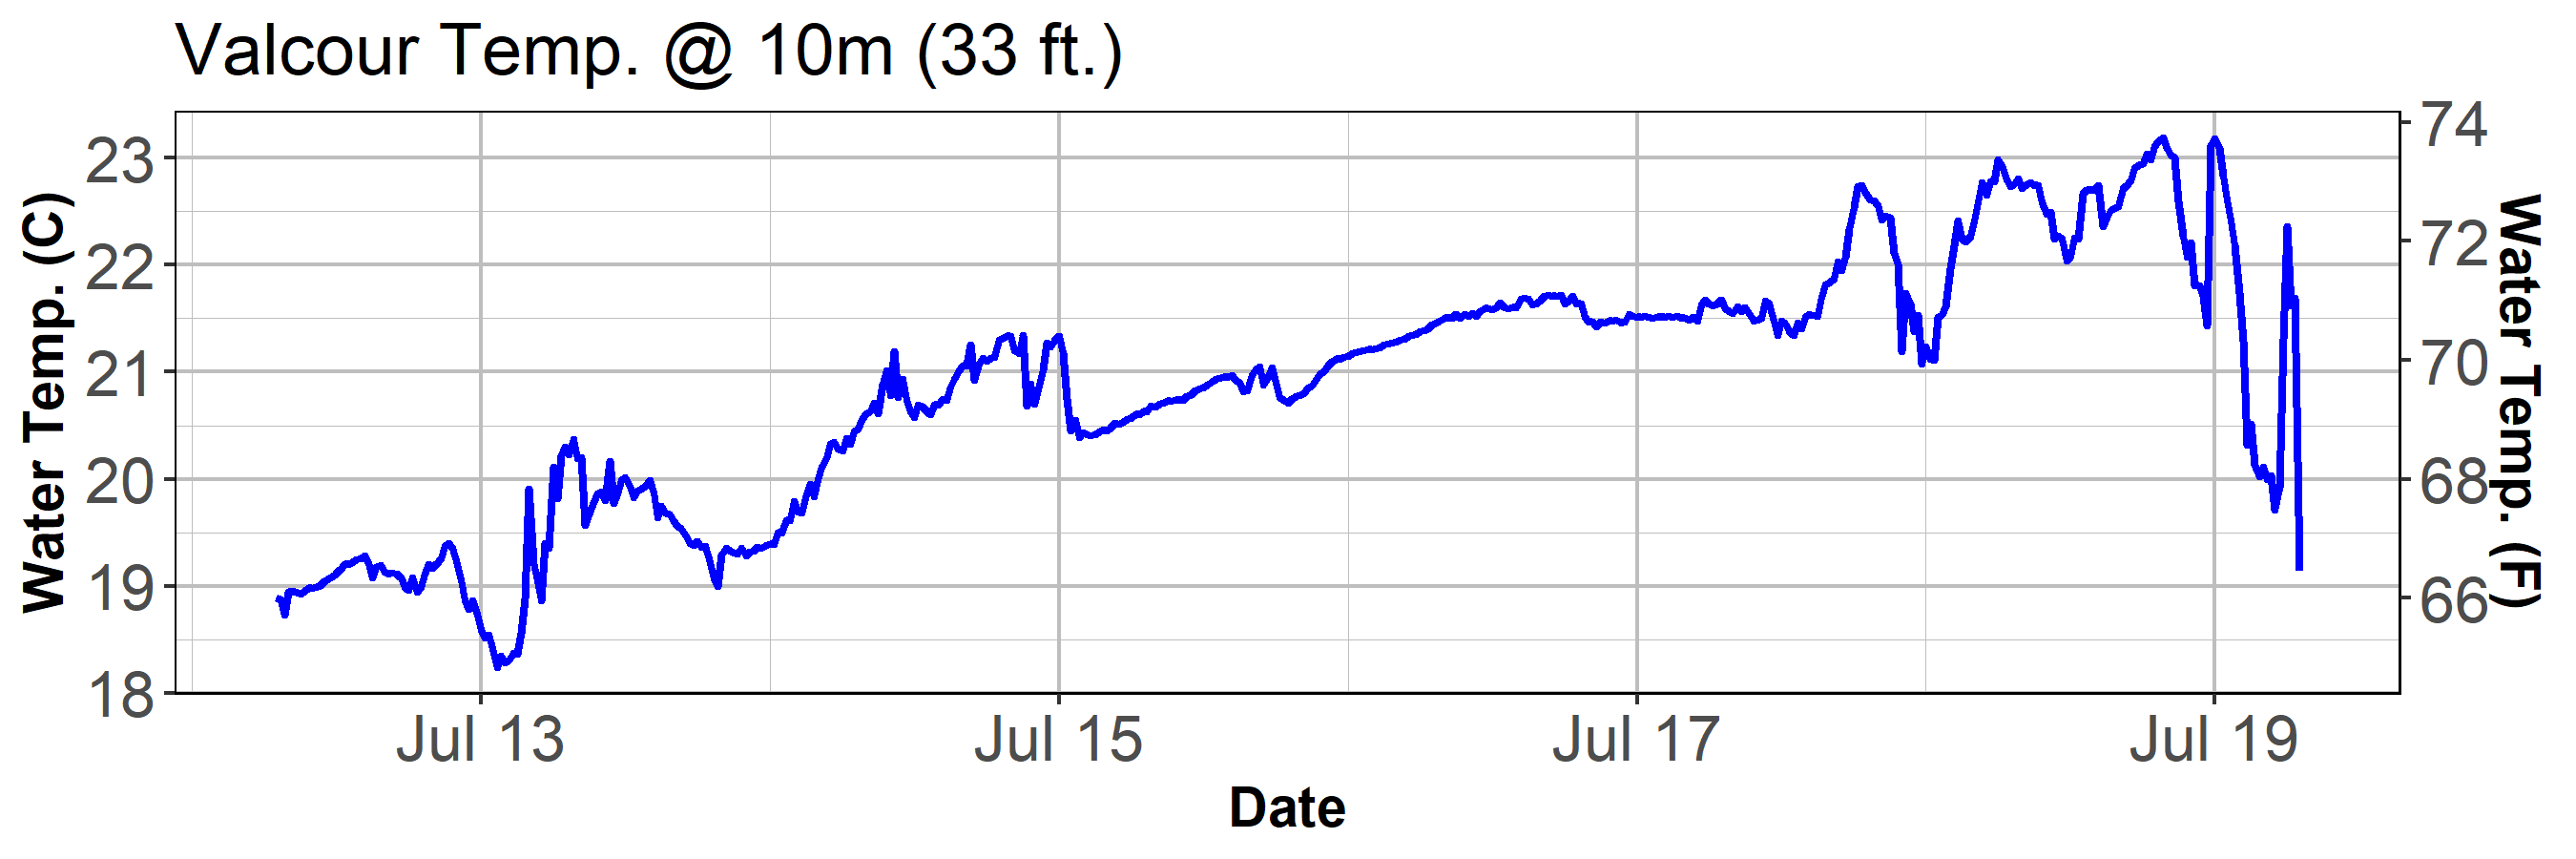 Valcour Temp. @ 10m (33 ft.)
Water Temp. (C)
23
22
21
20
19
18
74
72
70
68
66
Water Temp. (F)
Jul 13
Jul 15
Jul 17
Jul 19
Date